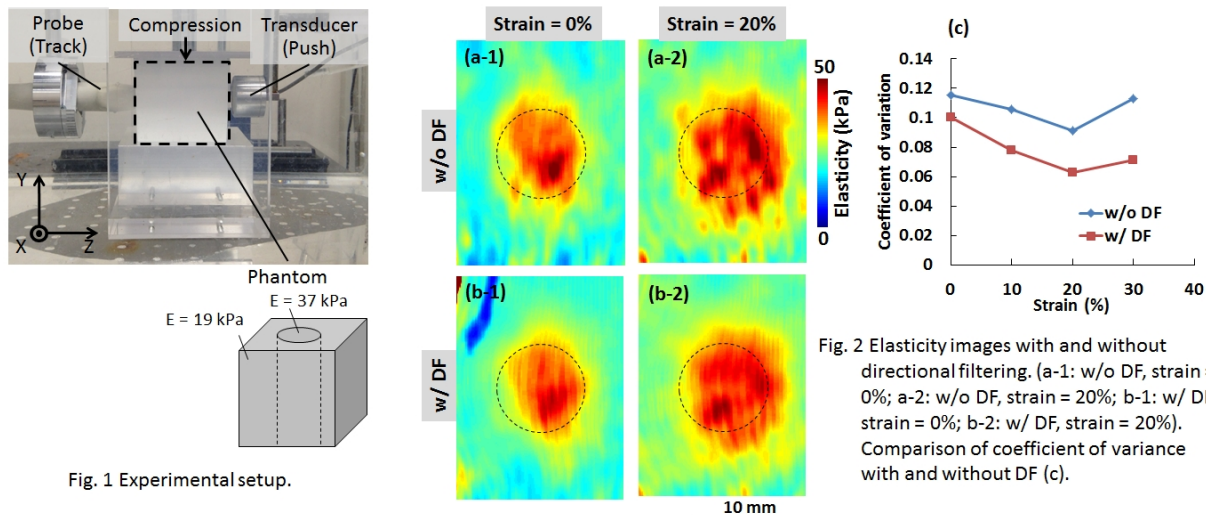 Probe
(Track)
Compression
Transducer
(Push)
Y
X
Z
Phantom
E = 37 kPa
E = 19 kPa
Fig. 1 Experimental setup.
Strain = 0%
Strain = 20%
w/o DF
w/ DF
(a-1)
(a-2)
(b-1)
(b-2)
10 mm
50
Elasticity (kPa)
0
(c)
Coefficient of variation
0.14
0.12
0.1
0.08
0.06
0.04
0.02
0
0 10 20 30 40
Strain (%)
w/o DF
w/ DF
Fig. 2 Elasticity images with and without
directional filtering. (a-1: w/o DF, strain =
0%; a-2: w/o DF, strain = 20%; b-1: w/ DF,
strain = 0%; b-2: w/ DF, strain = 20%).
Comparison of coefficient of variance
with and without DF (c).